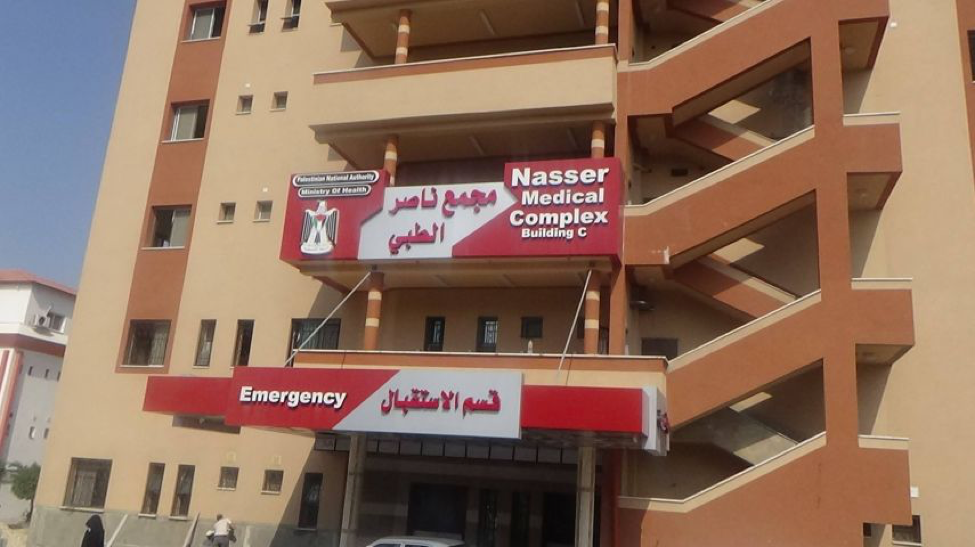 Palestinian National Authority
Ministry Of Health
مجمع ناصر
الطبي
Nasser
Medical
Complex
Building C
Emergency
قسم الاستقبال